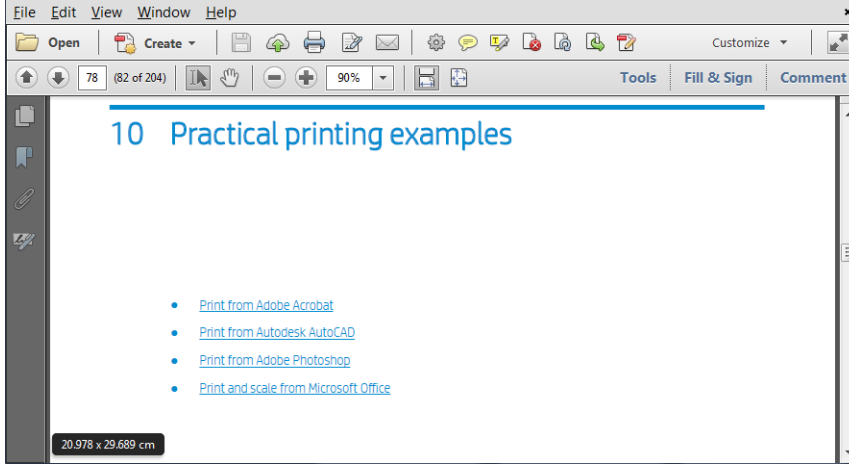 File Edit View Window Help
Open Create Customize
78 (82 of 204) 90% Tools Fill & Sign Comment
10 Practical printing examples
• Print from Adobe Acrobat
• Print from Autodesk AutoCAD
• Print from Adobe Photoshop
• Print and scale from Microsoft Office
20.978 x 29.689 cm